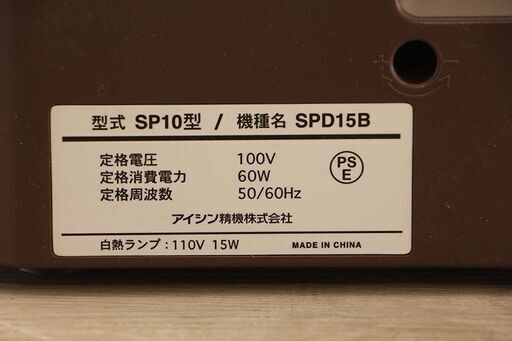 型式 SP10型 / 機種名 SPD15B
定格電圧 100V
定格消費電力 60W
定格周波数 50/60Hz
PS
E
アイシン精機株式会社
白熱ランプ:110V 15W MADE IN CHINA